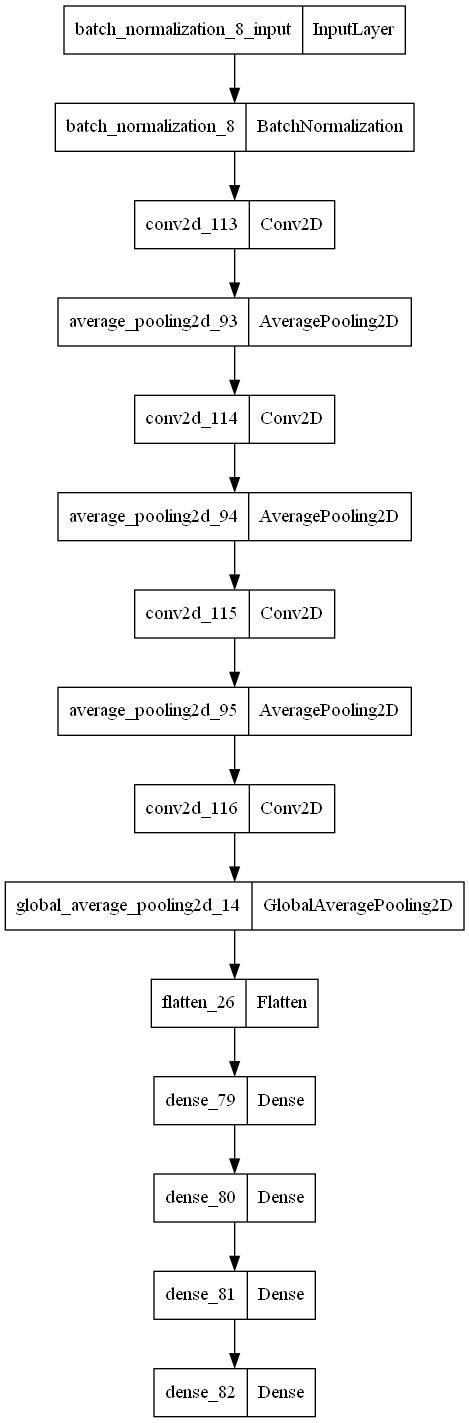 batch_normalization_8_input InputLayer
batch_normalization_8 BatchNormalization
conv2d_113 Conv2D
average_pooling2d_93 AveragePooling2D
conv2d_114 Conv2D
average_pooling2d_94 AveragePooling2D
conv2d_115 Conv2D
average_pooling2d_95 AveragePooling2D
conv2d_116 Conv2D
global_average_pooling2d_14 GlobalAveragePooling2D
flatten_26 Flatten
dense_79 Dense
dense_80 Dense
dense_81 Dense
dense_82 Dense